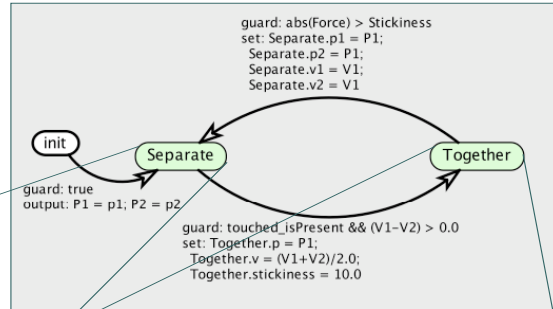 guard: abs(Force) > Stickiness
set: Separate.p1 = P1;
Separate.p2 = P1;
Separate.v1 = V1;
Separate.v2 = V1
init
Separate
Together
guard: true
output: P1 = p1; P2 = p2
guard: touched_isPresent && (V1-V2) > 0.0
set: Together.p = P1;
Together.v = (V1+V2)/2.0;
Together.stickiness = 10.0